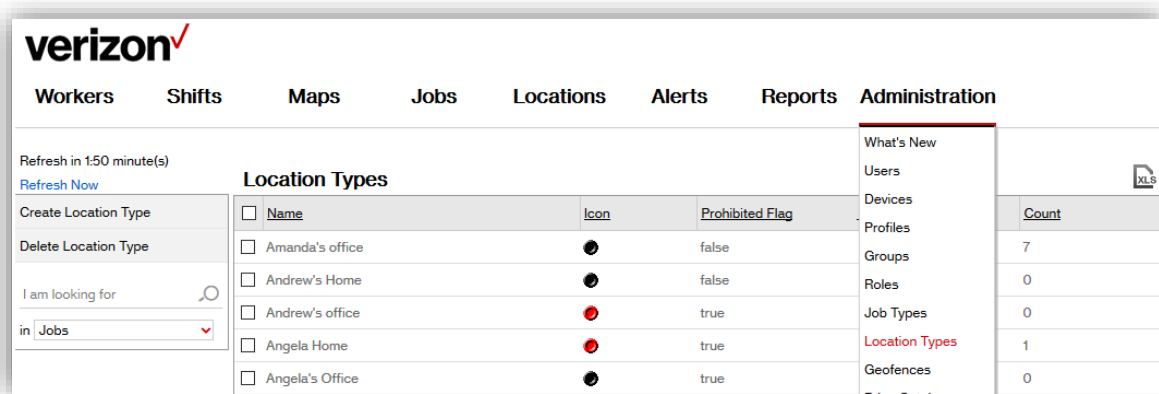 verizon
Workers Shifts Maps Jobs Locations Alerts Reports Administration
Refresh in 1:50 minute(s)
Refresh Now
Create Location Type
Delete Location Type
I am looking for
in Jobs
Location Types
XLS
Name Icon Prohibited Flag Count
Amanda's office false 7
Andrew's Home false 0
Andrew's office true 0
Angela Home true 1
Angela's Office true 0
What's New
Users
Devices
Profiles
Groups
Roles
Job Types
Location Types
Geofences